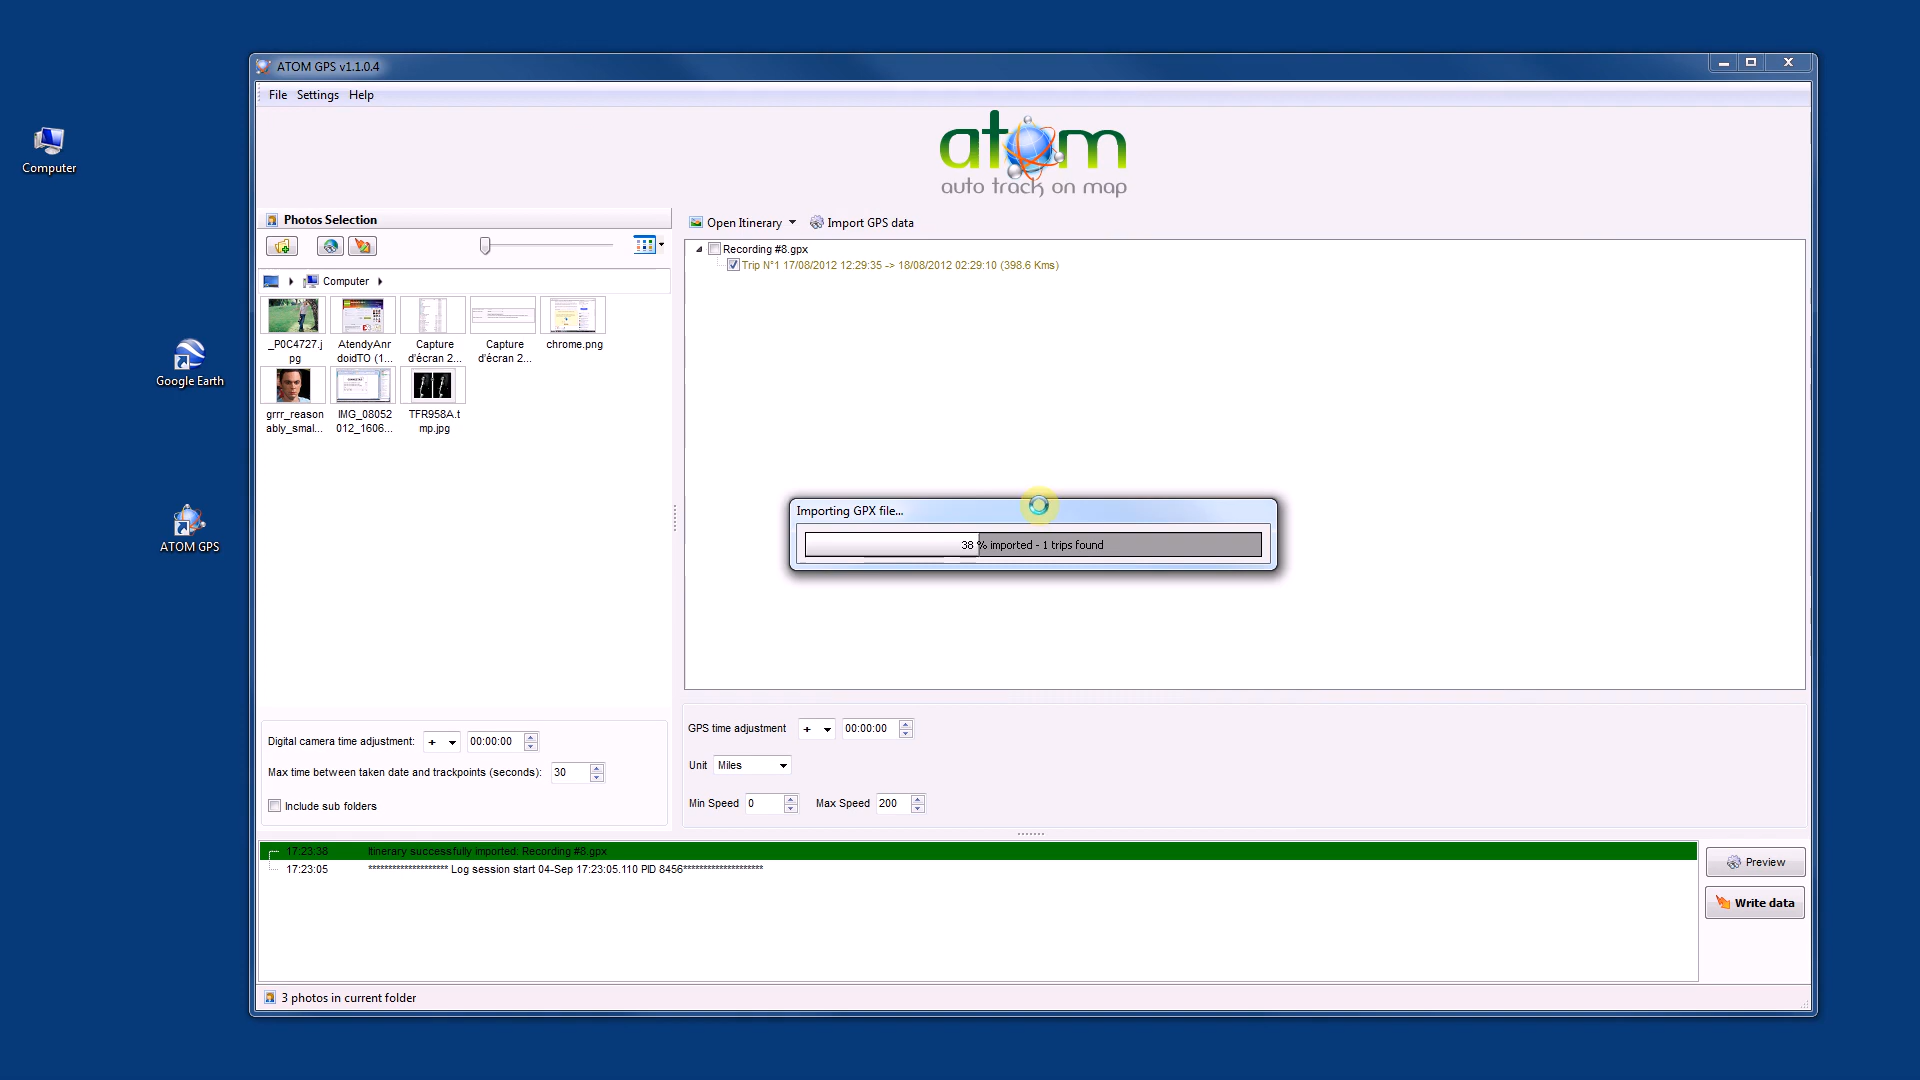 ATOM GPS v1.1.0.4
File Settings Help
Computer
atom
auto track on map
Photos Selection
Open Itinerary Import GPS data
Recording #8.gpx
Trip N°1 17/08/2012 12:29:35 -> 18/08/2012 02:29:10 (398.6 Kms)
Computer
_P0C4727.j
pg
AtendyAnr
doidTO (1...
Capture
d'écran 2...
Capture
d'écran 2...
chrome.png
Google Earth
grrr_reason
ably_smal...
IMG_08052
012_1606...
TFR958A.t
mp.jpg
Importing GPX file...
38 % imported - 1 trips found
ATOM GPS
GPS time adjustment + 00:00:00
Digital camera time adjustment: + 00:00:00
Unit Miles
Max time between taken date and trackpoints (seconds): 30
Min Speed 0 Max Speed 200
Include sub folders
17:23:38 Itinerary successfully imported: Recording #8.gpx
17:23:05 ******************** Log session start 04-Sep 17:23:05.110 PID 8456********************
Preview
Write data
3 photos in current folder